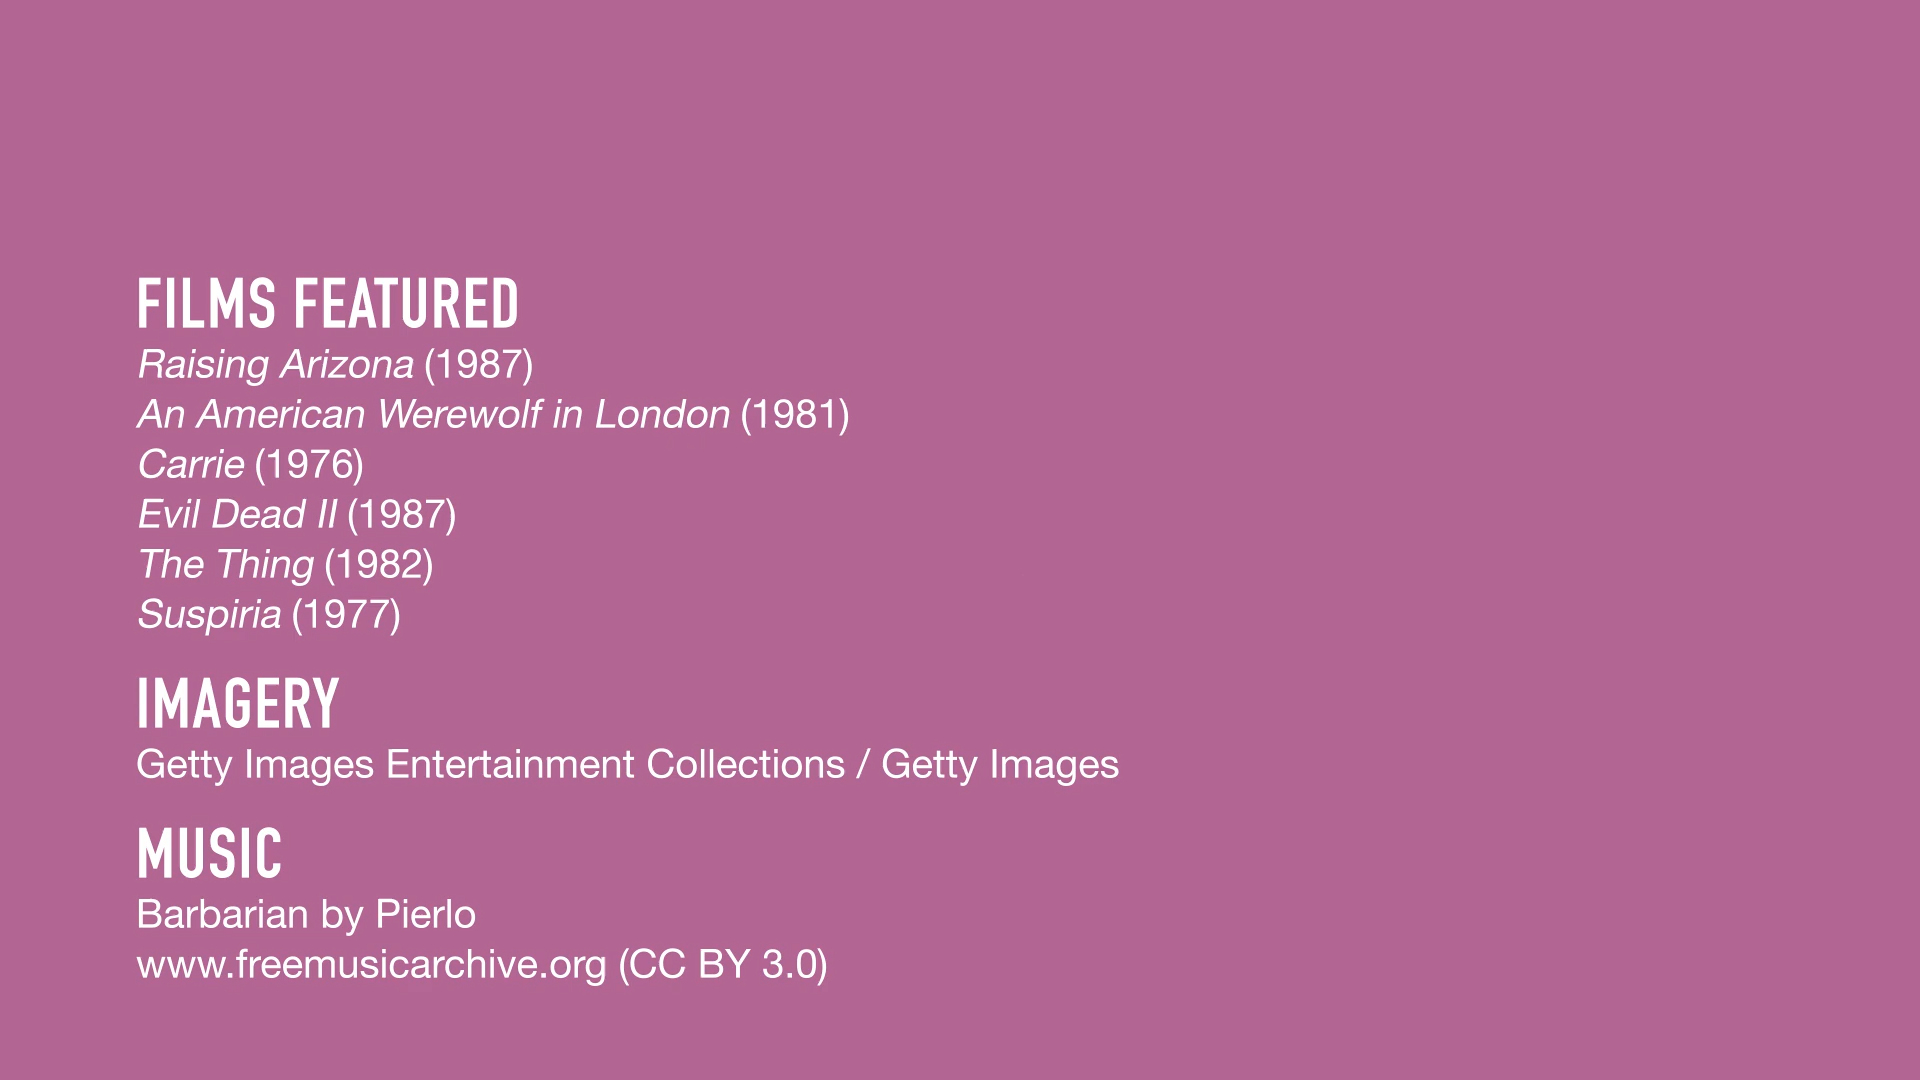 FILMS FEATURED
Raising Arizona (1987)
An American Werewolf in London (1981)
Carrie (1976)
Evil Dead II (1987)
The Thing (1982)
Suspiria (1977)
IMAGERY
Getty Images Entertainment Collections / Getty Images
MUSIC
Barbarian by Pierlo
www.freemusicarchive.org (CC BY 3.0)